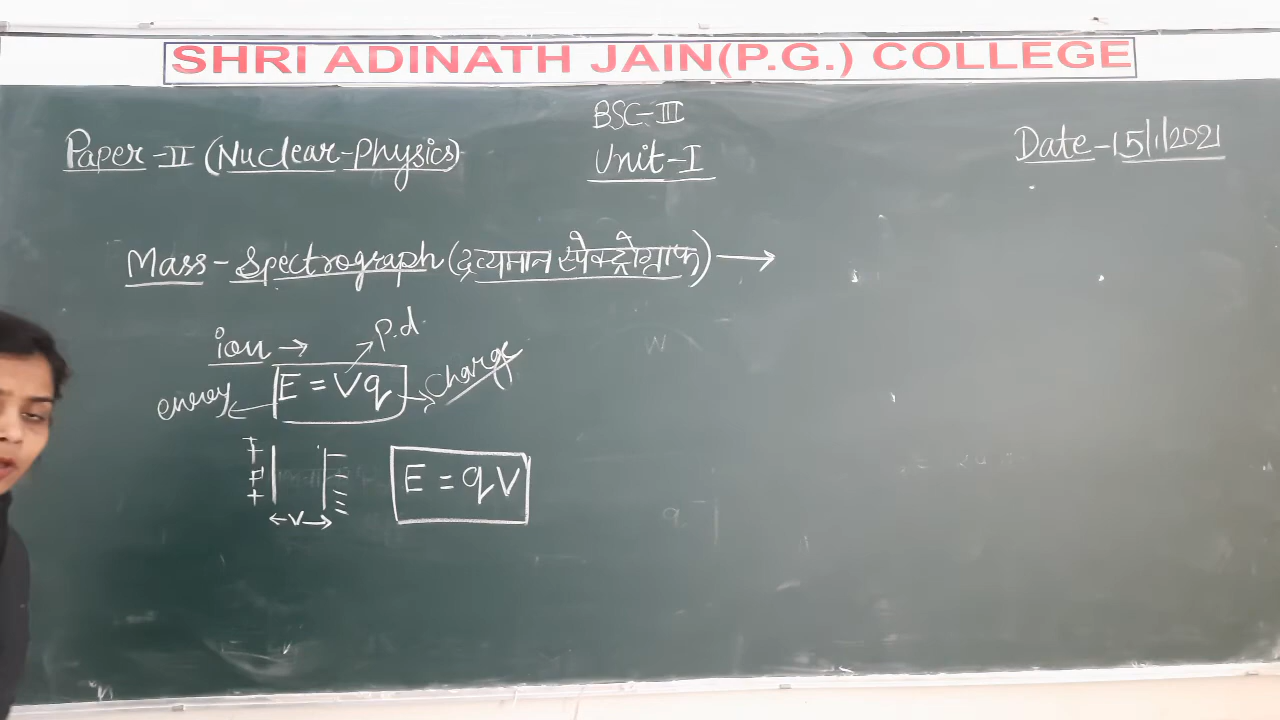 SHRI ADINATH JAIN(P.G.) COLLEGE
BSC-III
Paper-II (Nuclear-Physics)
Unit-I
Date-15/1/2021
Mass-Spectrograph (द्रव्यमान स्पेक्ट्रोग्राफ) →
ion →
p.d.
energy
E = Vq
charge
+ + +
V
E = qV